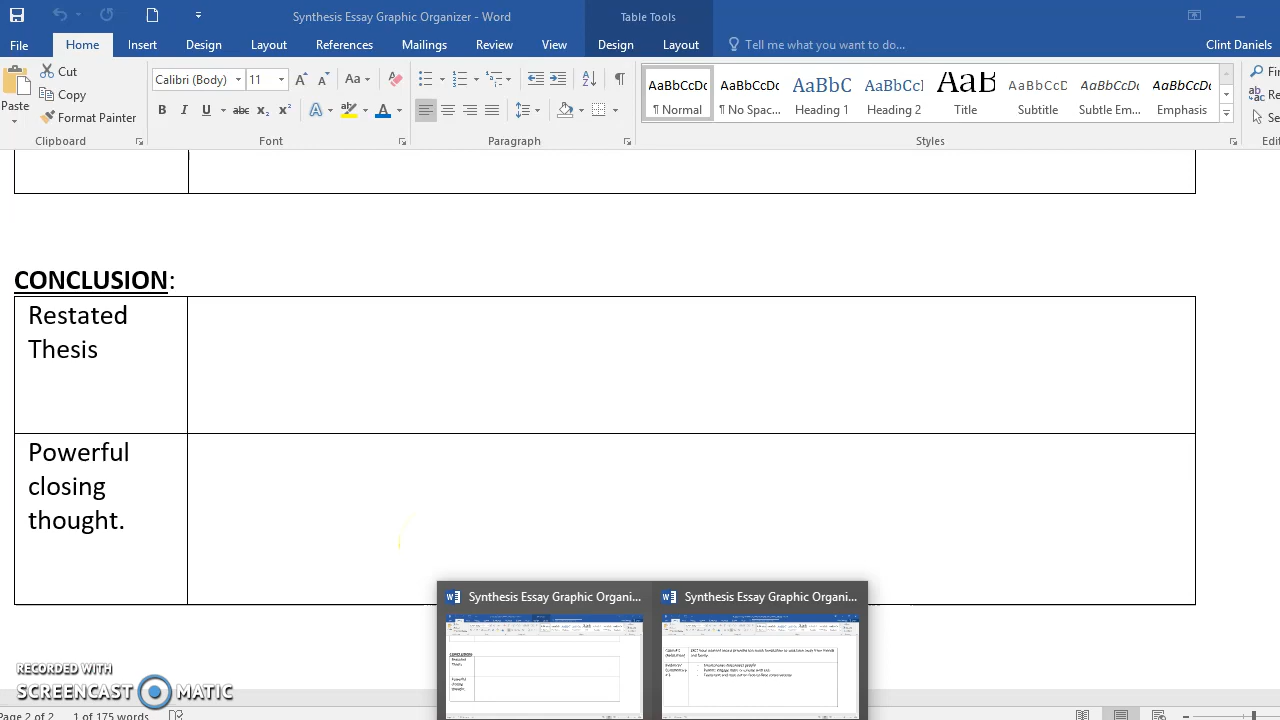 Synthesis Essay Graphic Organizer - Word
Table Tools
File Home Insert Design Layout References Mailings Review View Design Layout Tell me what you want to do... Clint Daniels
Paste
Cut
Copy
Format Painter
Clipboard
Calibri (Body) 11
Font
Paragraph
AaBbCcDc AaBbCcDc AaBbC AaBbCcI AaB AaBbCcD AaBbCcDc AaBbCcDc
¶ Normal ¶ No Spac... Heading 1 Heading 2 Title Subtitle Subtle Em... Emphasis
Styles
CONCLUSION:
Restated
Thesis
Powerful
closing
thought.
Synthesis Essay Graphic Organi... Synthesis Essay Graphic Organi...
RECORDED WITH
SCREENCAST MATIC
Page 2 of 2 1 of 175 words